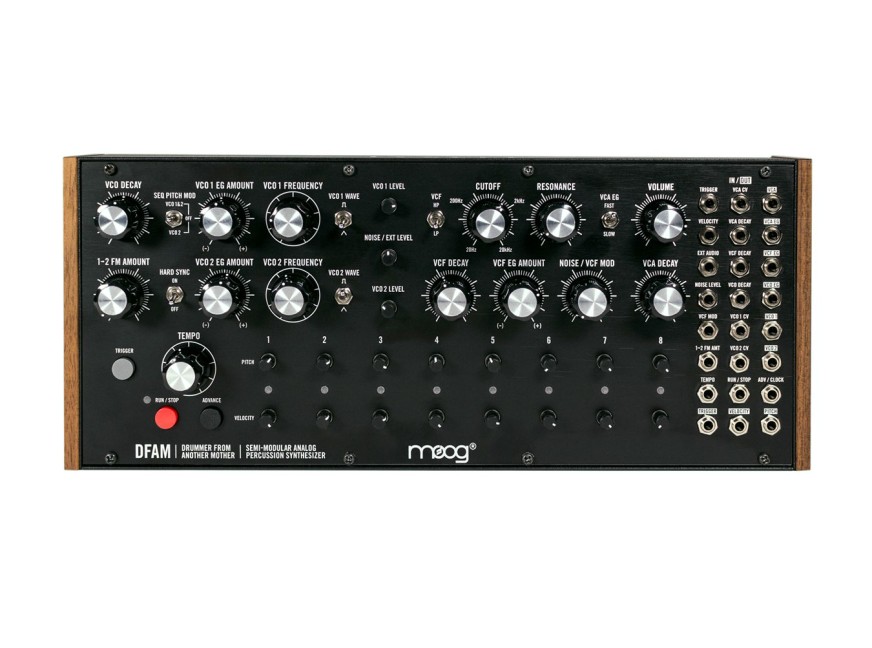 IN / OUT
VCO DECAY
SEQ PITCH MOD
VCO 1&2
OFF
VCO 2
VCO 1 EG AMOUNT
(-) (+)
VCO 1 FREQUENCY
VCO 1 WAVE
VCO 1 LEVEL
VCF
HP
LP
CUTOFF
200Hz 2kHz
20Hz 20kHz
RESONANCE
VCA EG
FAST
SLOW
VOLUME
NOISE / EXT LEVEL
1-2 FM AMOUNT
HARD SYNC
ON
OFF
VCO 2 EG AMOUNT
(-) (+)
VCO 2 FREQUENCY
VCO 2 WAVE
VCO 2 LEVEL
VCF DECAY
VCF EG AMOUNT
(-) (+)
NOISE / VCF MOD
VCA DECAY
TRIGGER
TEMPO
RUN / STOP
ADVANCE
1 2 3 4 5 6 7 8
PITCH
VELOCITY
TRIGGER VCA CV VCA
VELOCITY VCA DECAY VCA EG
EXT AUDIO VCF DECAY VCF EG
NOISE LEVEL VCO DECAY VCO EG
VCF MOD VCO 1 CV VCO 1
1-2 FM AMT VCO 2 CV VCO 2
TEMPO RUN / STOP ADV / CLOCK
TRIGGER VELOCITY PITCH
DFAM
DRUMMER FROM
ANOTHER MOTHER
SEMI-MODULAR ANALOG
PERCUSSION SYNTHESIZER
moog®